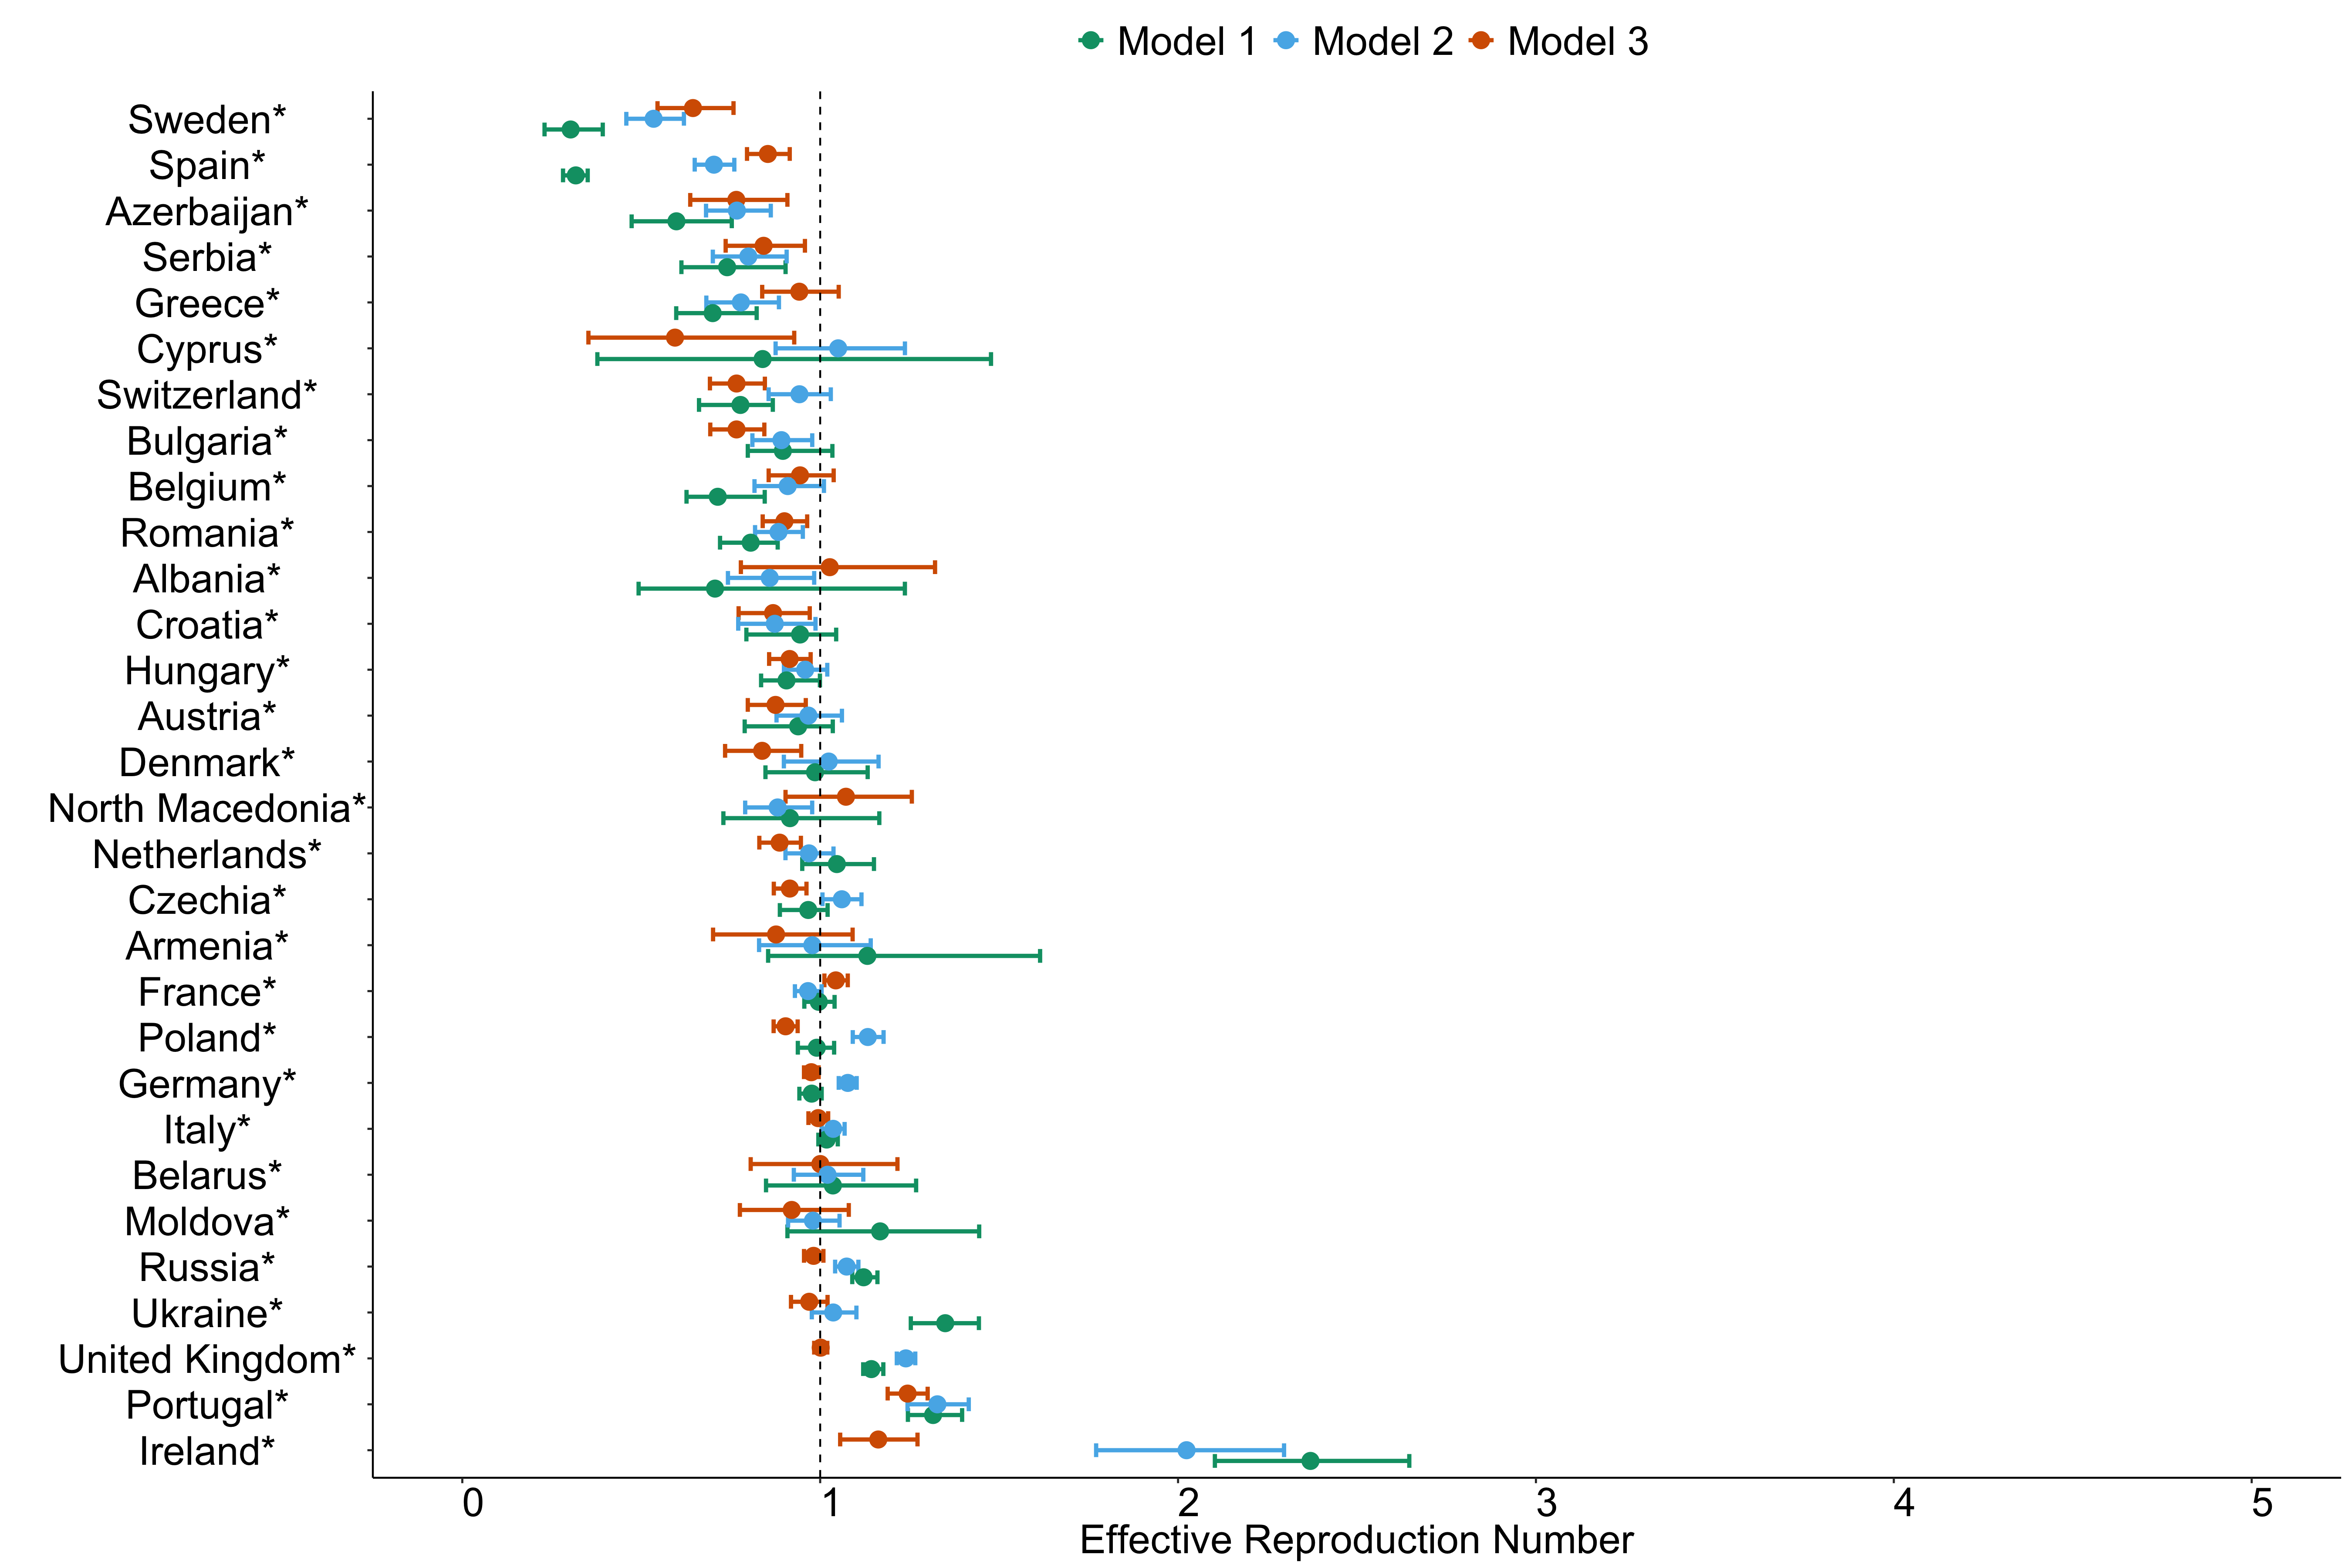 Model 1 Model 2 Model 3
Sweden*
Spain*
Azerbaijan*
Serbia*
Greece*
Cyprus*
Switzerland*
Bulgaria*
Belgium*
Romania*
Albania*
Croatia*
Hungary*
Austria*
Denmark*
North Macedonia*
Netherlands*
Czechia*
Armenia*
France*
Poland*
Germany*
Italy*
Belarus*
Moldova*
Russia*
Ukraine*
United Kingdom*
Portugal*
Ireland*
0 1 2 3 4 5
Effective Reproduction Number